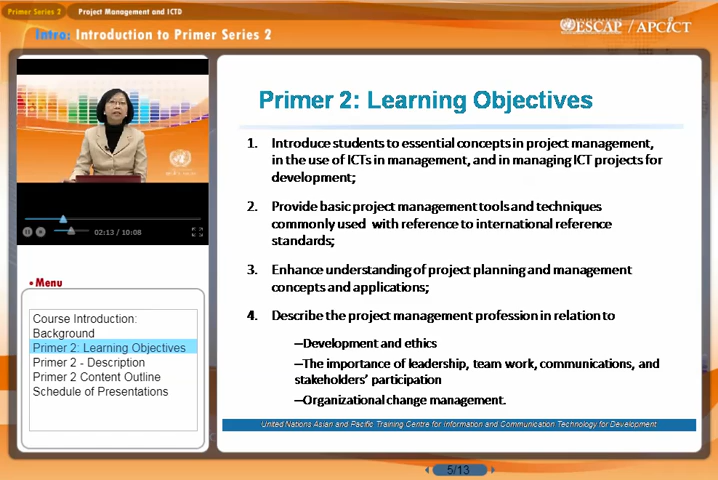 Primer Series 2 Project Management and ICTD
Intro: Introduction to Primer Series 2
ESCAP / APCICT
Primer 2: Learning Objectives
1. Introduce students to essential concepts in project management,
in the use of ICTs in management, and in managing ICT projects for
development;
2. Provide basic project management tools and techniques
commonly used with reference to international reference
standards;
3. Enhance understanding of project planning and management
concepts and applications;
4. Describe the project management profession in relation to
–Development and ethics
–The importance of leadership, team work, communications, and
stakeholders' participation
–Organizational change management.
United Nations Asian and Pacific Training Centre for Information and Communication Technology for Development
02:13 / 10:08
• Menu
Course Introduction:
Background
Primer 2: Learning Objectives
Primer 2 - Description
Primer 2 Content Outline
Schedule of Presentations
5/13